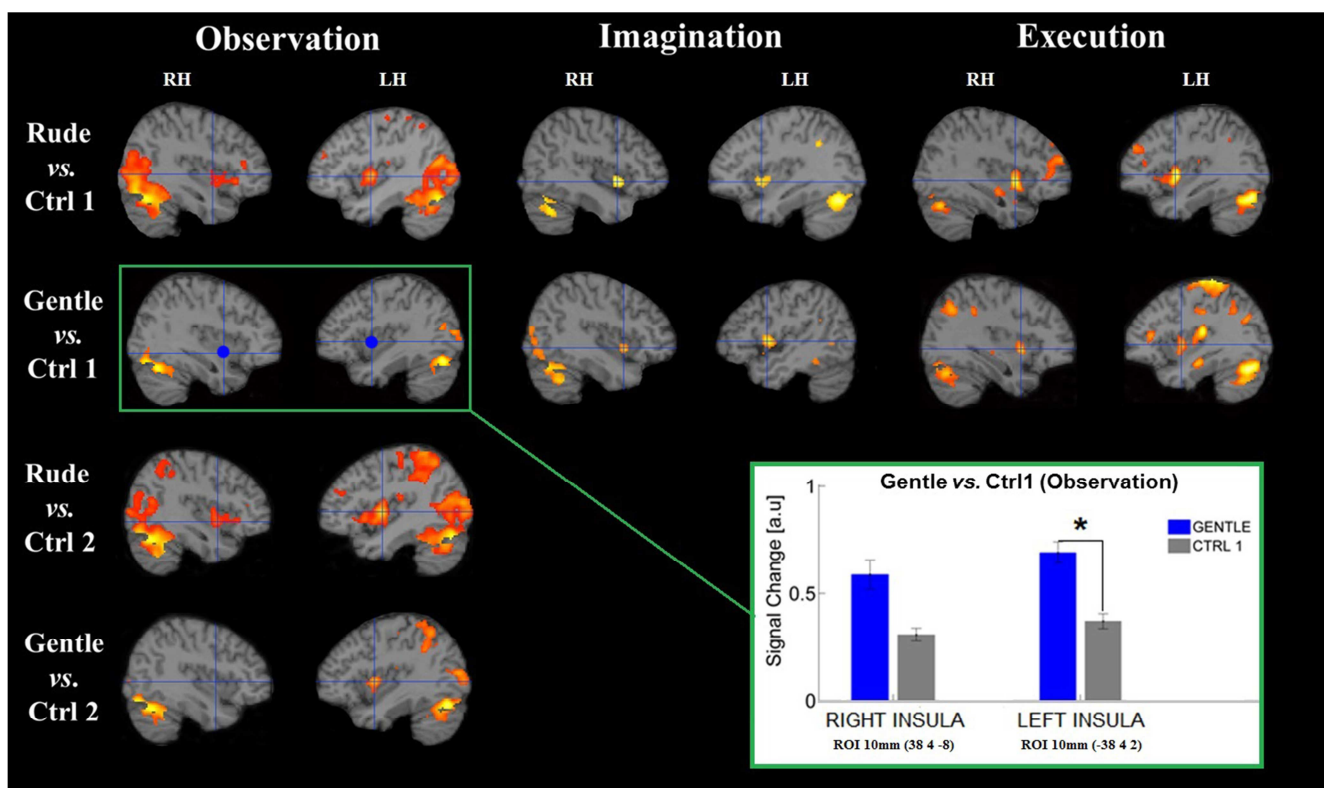 Observation
Imagination
Execution
RH
LH
RH
LH
RH
LH
Rude
vs.
Ctrl 1
Gentle
vs.
Ctrl 1
Rude
vs.
Ctrl 2
Gentle
vs.
Ctrl 2
Gentle vs. Ctrl1 (Observation)
Signal Change [a.u]
1
0.5
0
*
GENTLE
CTRL 1
RIGHT INSULA
LEFT INSULA
ROI 10mm (38 4 -8)
ROI 10mm (-38 4 2)